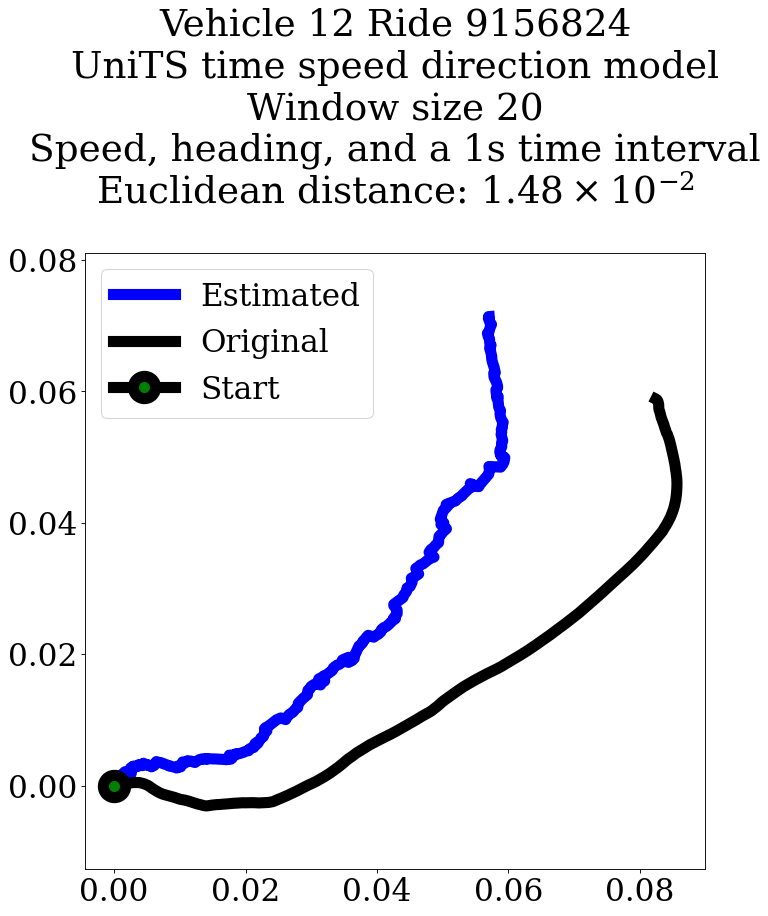 Vehicle 12 Ride 9156824
UniTS time speed direction model
Window size 20
Speed, heading, and a 1s time interval
Euclidean distance: 1.48 × 10⁻²
0.08
0.06
0.04
0.02
0.00
Estimated
Original
Start
0.00 0.02 0.04 0.06 0.08